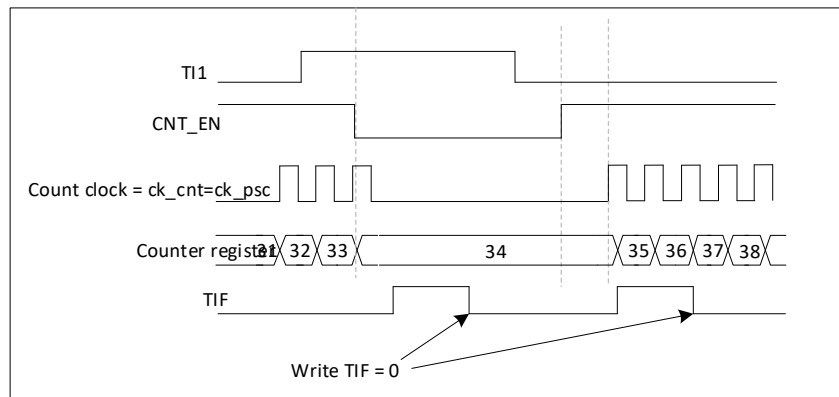 TI1
CNT_EN
Count clock = ck_cnt=ck_psc
Counter register 31 32 33 34 35 36 37 38
TIF
Write TIF = 0